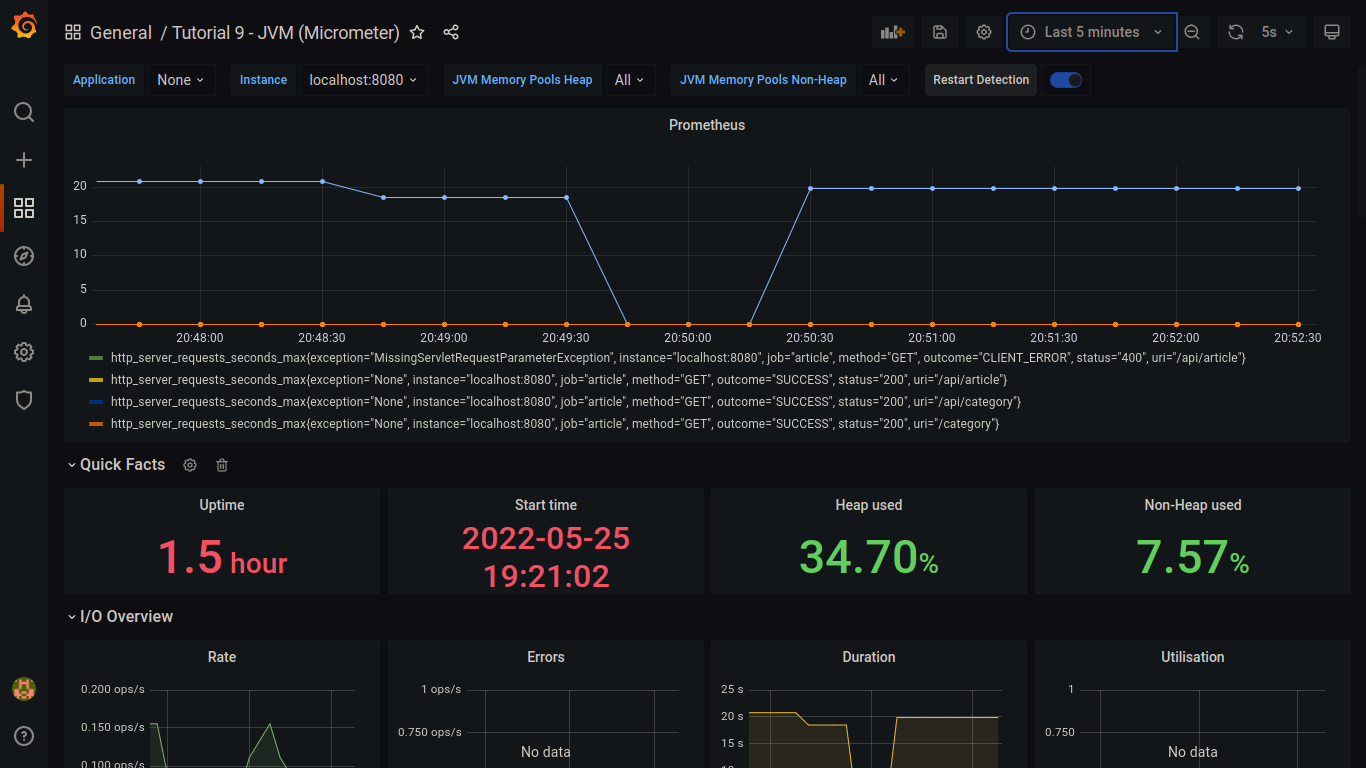 General / Tutorial 9 - JVM (Micrometer)
Last 5 minutes
5s
Application None Instance localhost:8080 JVM Memory Pools Heap All JVM Memory Pools Non-Heap All Restart Detection
Prometheus
20
15
10
5
0
20:48:00 20:48:30 20:49:00 20:49:30 20:50:00 20:50:30 20:51:00 20:51:30 20:52:00 20:52:30
http_server_requests_seconds_max{exception="MissingServletRequestParameterException", instance="localhost:8080", job="article", method="GET", outcome="CLIENT_ERROR", status="400", uri="/api/article"}
http_server_requests_seconds_max{exception="None", instance="localhost:8080", job="article", method="GET", outcome="SUCCESS", status="200", uri="/api/article"}
http_server_requests_seconds_max{exception="None", instance="localhost:8080", job="article", method="GET", outcome="SUCCESS", status="200", uri="/api/category"}
http_server_requests_seconds_max{exception="None", instance="localhost:8080", job="article", method="GET", outcome="SUCCESS", status="200", uri="/category"}
Quick Facts
Uptime
1.5 hour
Start time
2022-05-25
19:21:02
Heap used
34.70%
Non-Heap used
7.57%
I/O Overview
Rate
0.200 ops/s
0.150 ops/s
0.100 ops/s
Errors
1 ops/s
0.750 ops/s
No data
Duration
25 s
20 s
15 s
10 s
Utilisation
1
0.750
No data